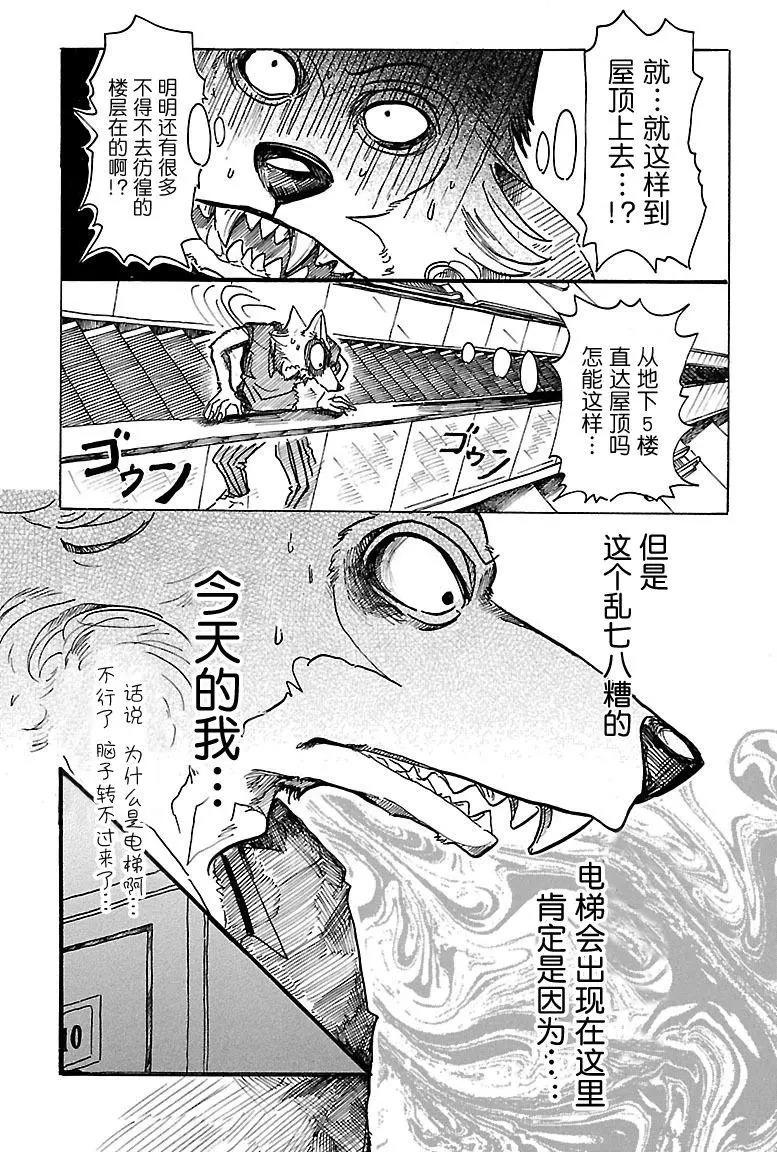 就…就这样到
屋顶上去…!?
明明还有很多
不得不去彷徨的
楼层在的啊!?
从地下5楼
直达屋顶吗
怎能这样…
ゴゥン
ゴゥン
但是
这个乱七八糟的
今天的我…
话说 为什么是电梯啊…
不行了 脑子转不过来了…
电梯会出现在这里
肯定是因为……
10